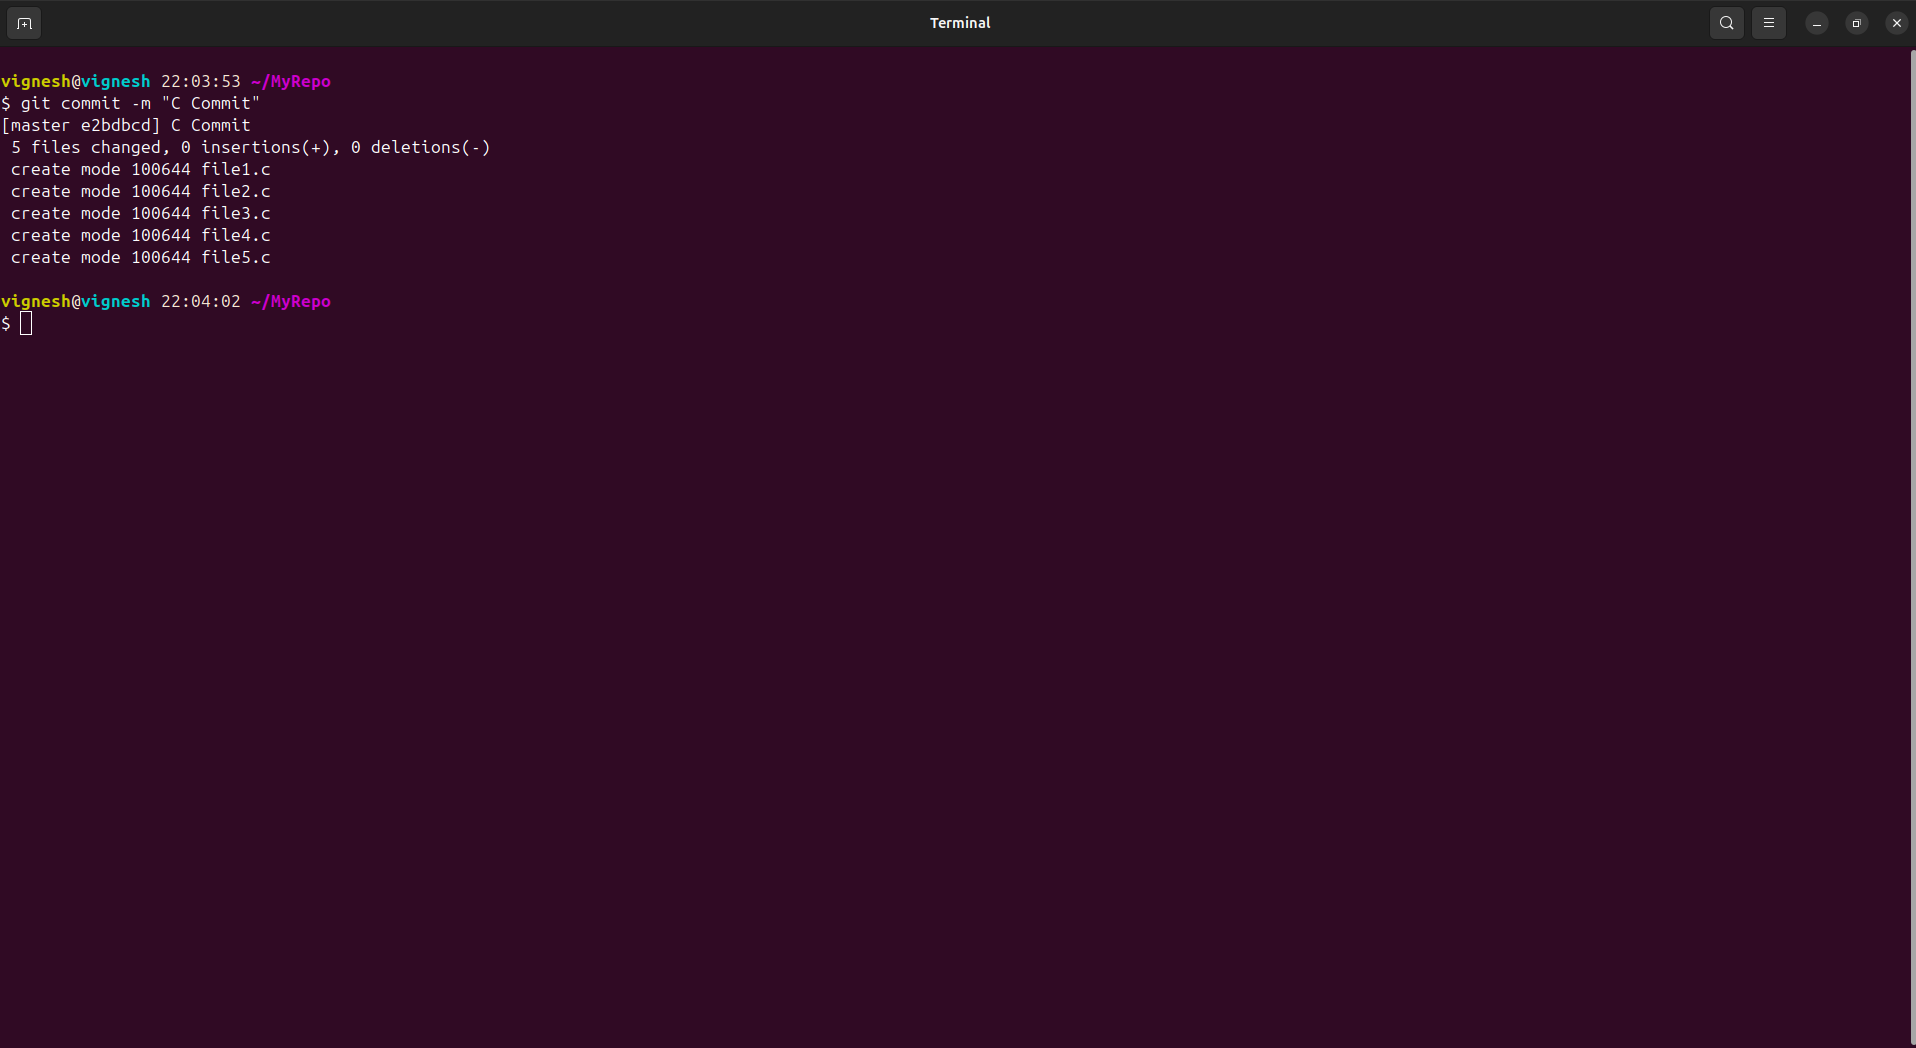 Terminal
vignesh@vignesh 22:03:53 ~/MyRepo
$ git commit -m "C Commit"
[master e2bdbcd] C Commit
 5 files changed, 0 insertions(+), 0 deletions(-)
 create mode 100644 file1.c
 create mode 100644 file2.c
 create mode 100644 file3.c
 create mode 100644 file4.c
 create mode 100644 file5.c
vignesh@vignesh 22:04:02 ~/MyRepo
$